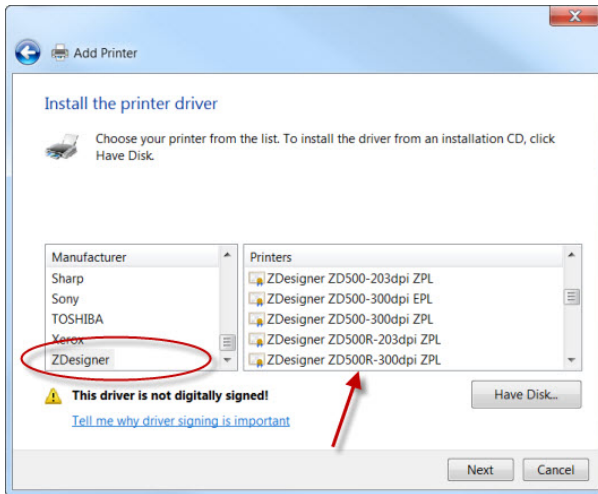 Add Printer
Install the printer driver
Choose your printer from the list. To install the driver from an installation CD, click
Have Disk.
Manufacturer
Sharp
Sony
TOSHIBA
Xerox
ZDesigner
Printers
ZDesigner ZD500-203dpi ZPL
ZDesigner ZD500-300dpi EPL
ZDesigner ZD500-300dpi ZPL
ZDesigner ZD500R-203dpi ZPL
ZDesigner ZD500R-300dpi ZPL
This driver is not digitally signed!
Tell me why driver signing is important
Have Disk...
Next
Cancel